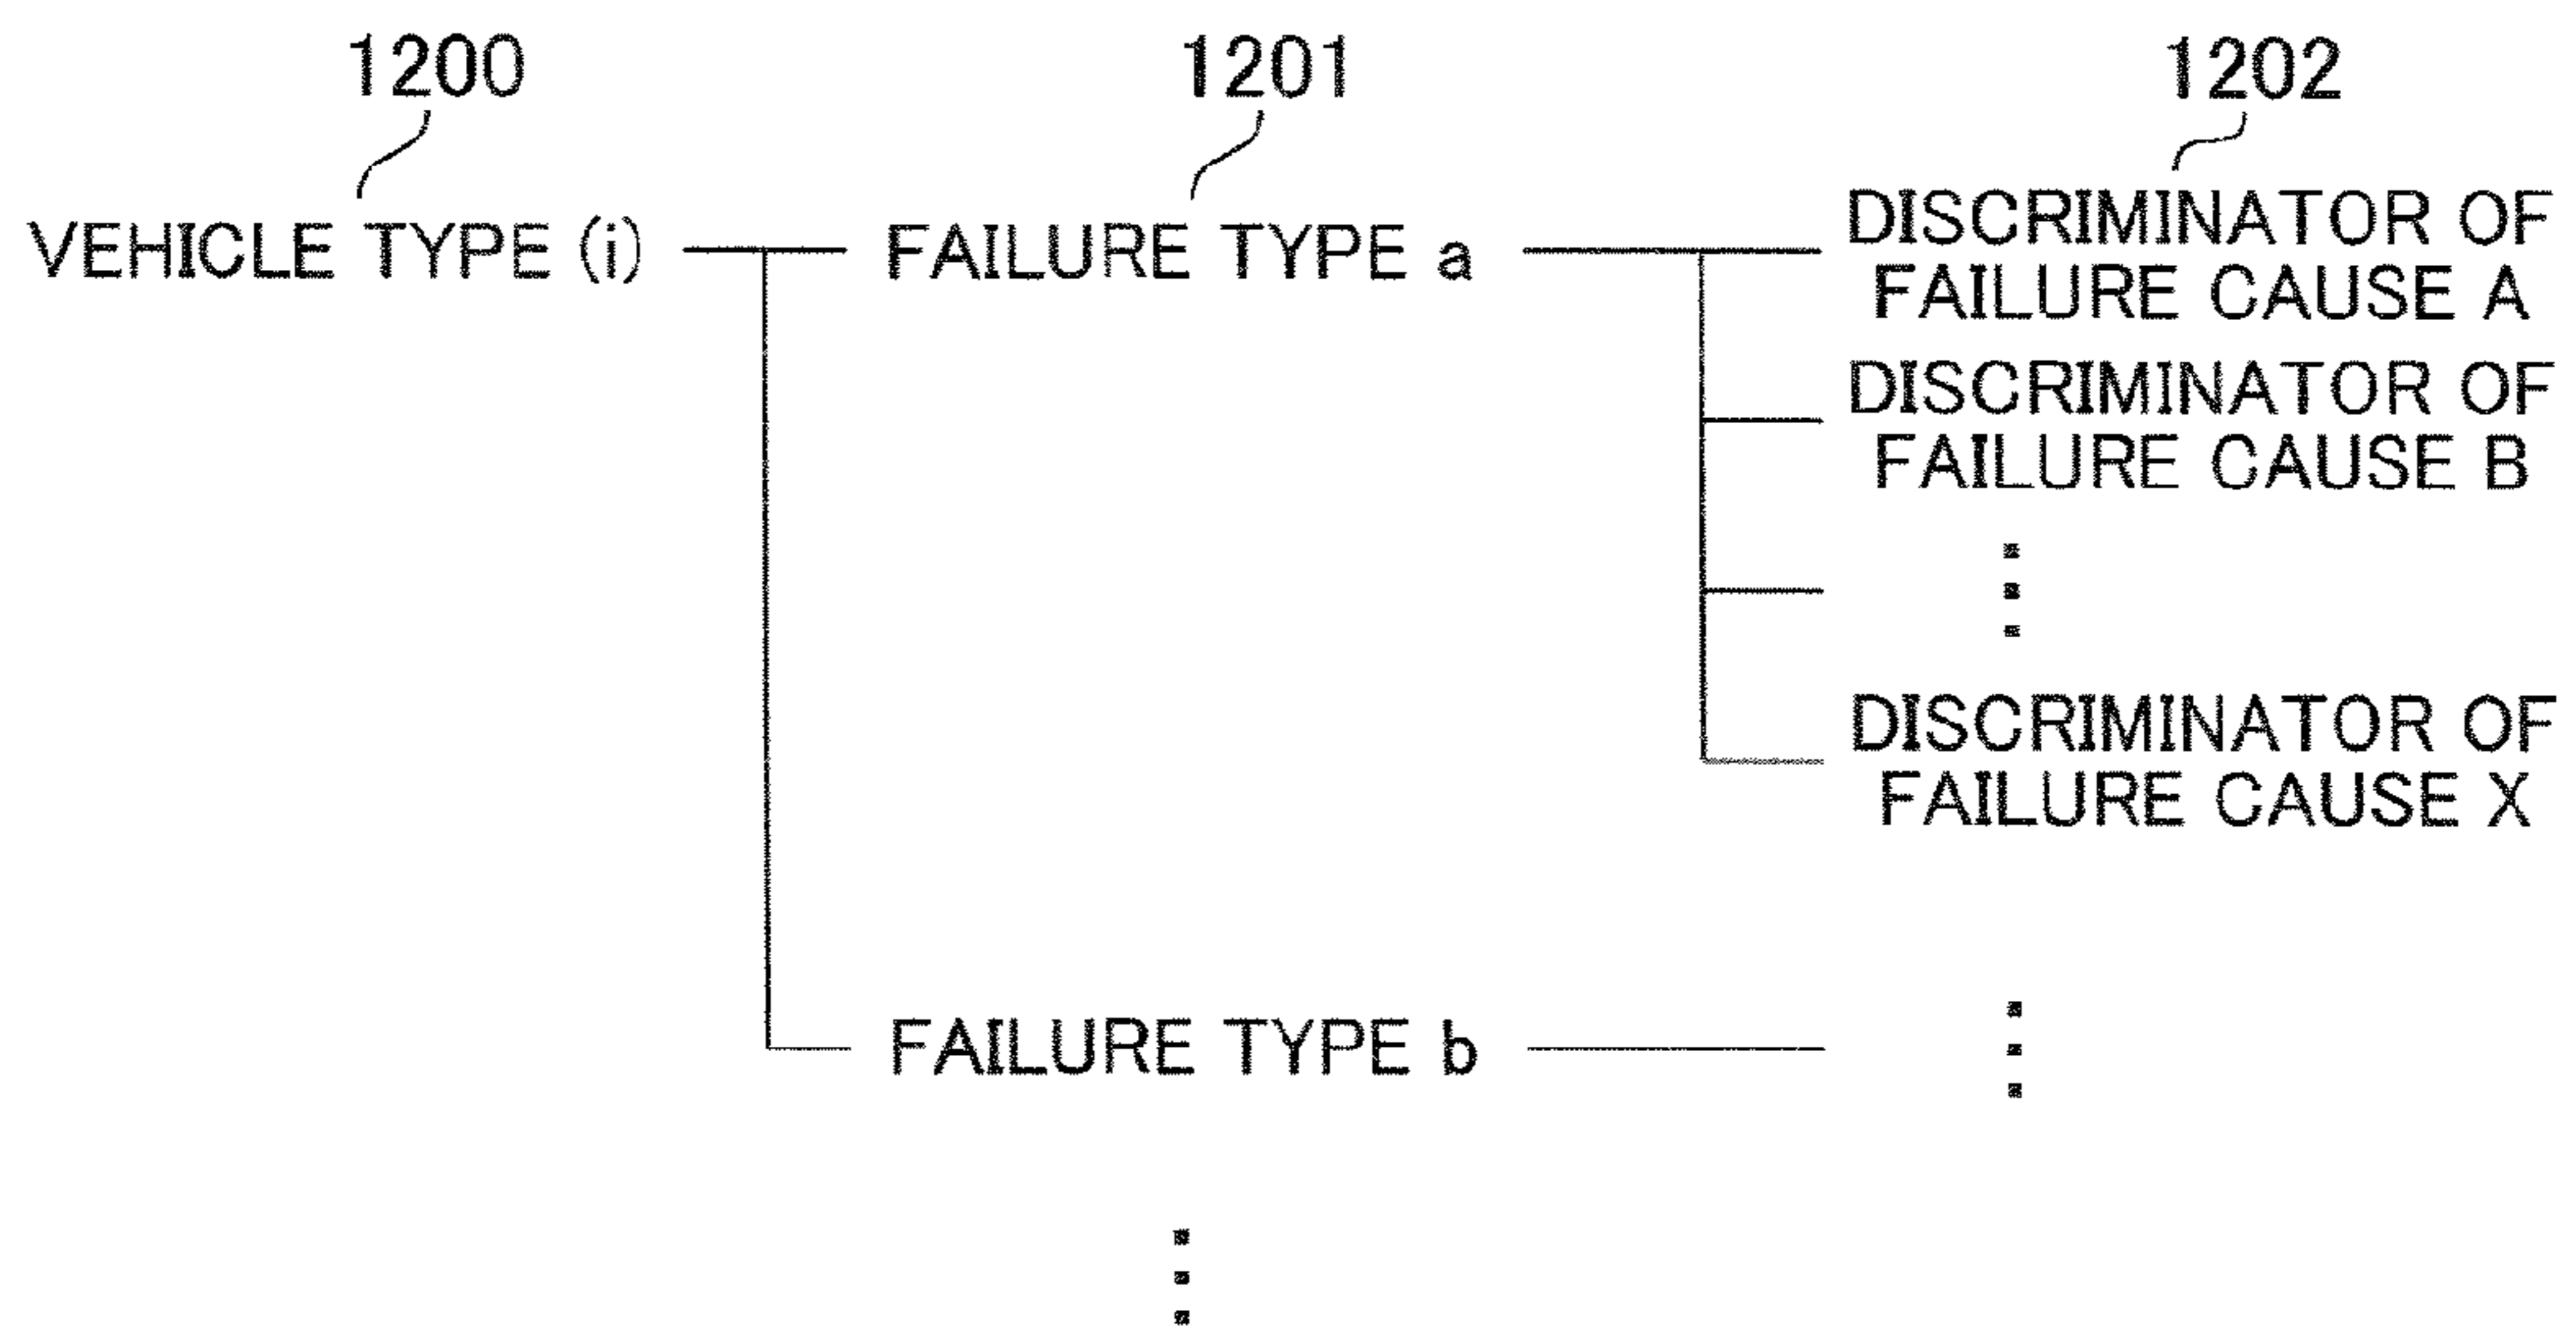 1200 1201 1202
VEHICLE TYPE (i) FAILURE TYPE a DISCRIMINATOR OF
FAILURE CAUSE A
DISCRIMINATOR OF
FAILURE CAUSE B
DISCRIMINATOR OF
FAILURE CAUSE X
FAILURE TYPE b